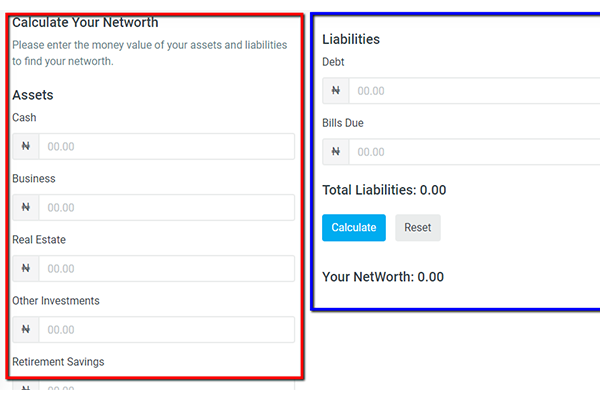 Calculate Your Networth
Please enter the money value of your assets and liabilities
to find your networth.
Assets
Cash
₦ 00.00
Business
₦ 00.00
Real Estate
₦ 00.00
Other Investments
₦ 00.00
Retirement Savings
₦ 00.00
Liabilities
Debt
₦ 00.00
Bills Due
₦ 00.00
Total Liabilities: 0.00
Calculate Reset
Your NetWorth: 0.00